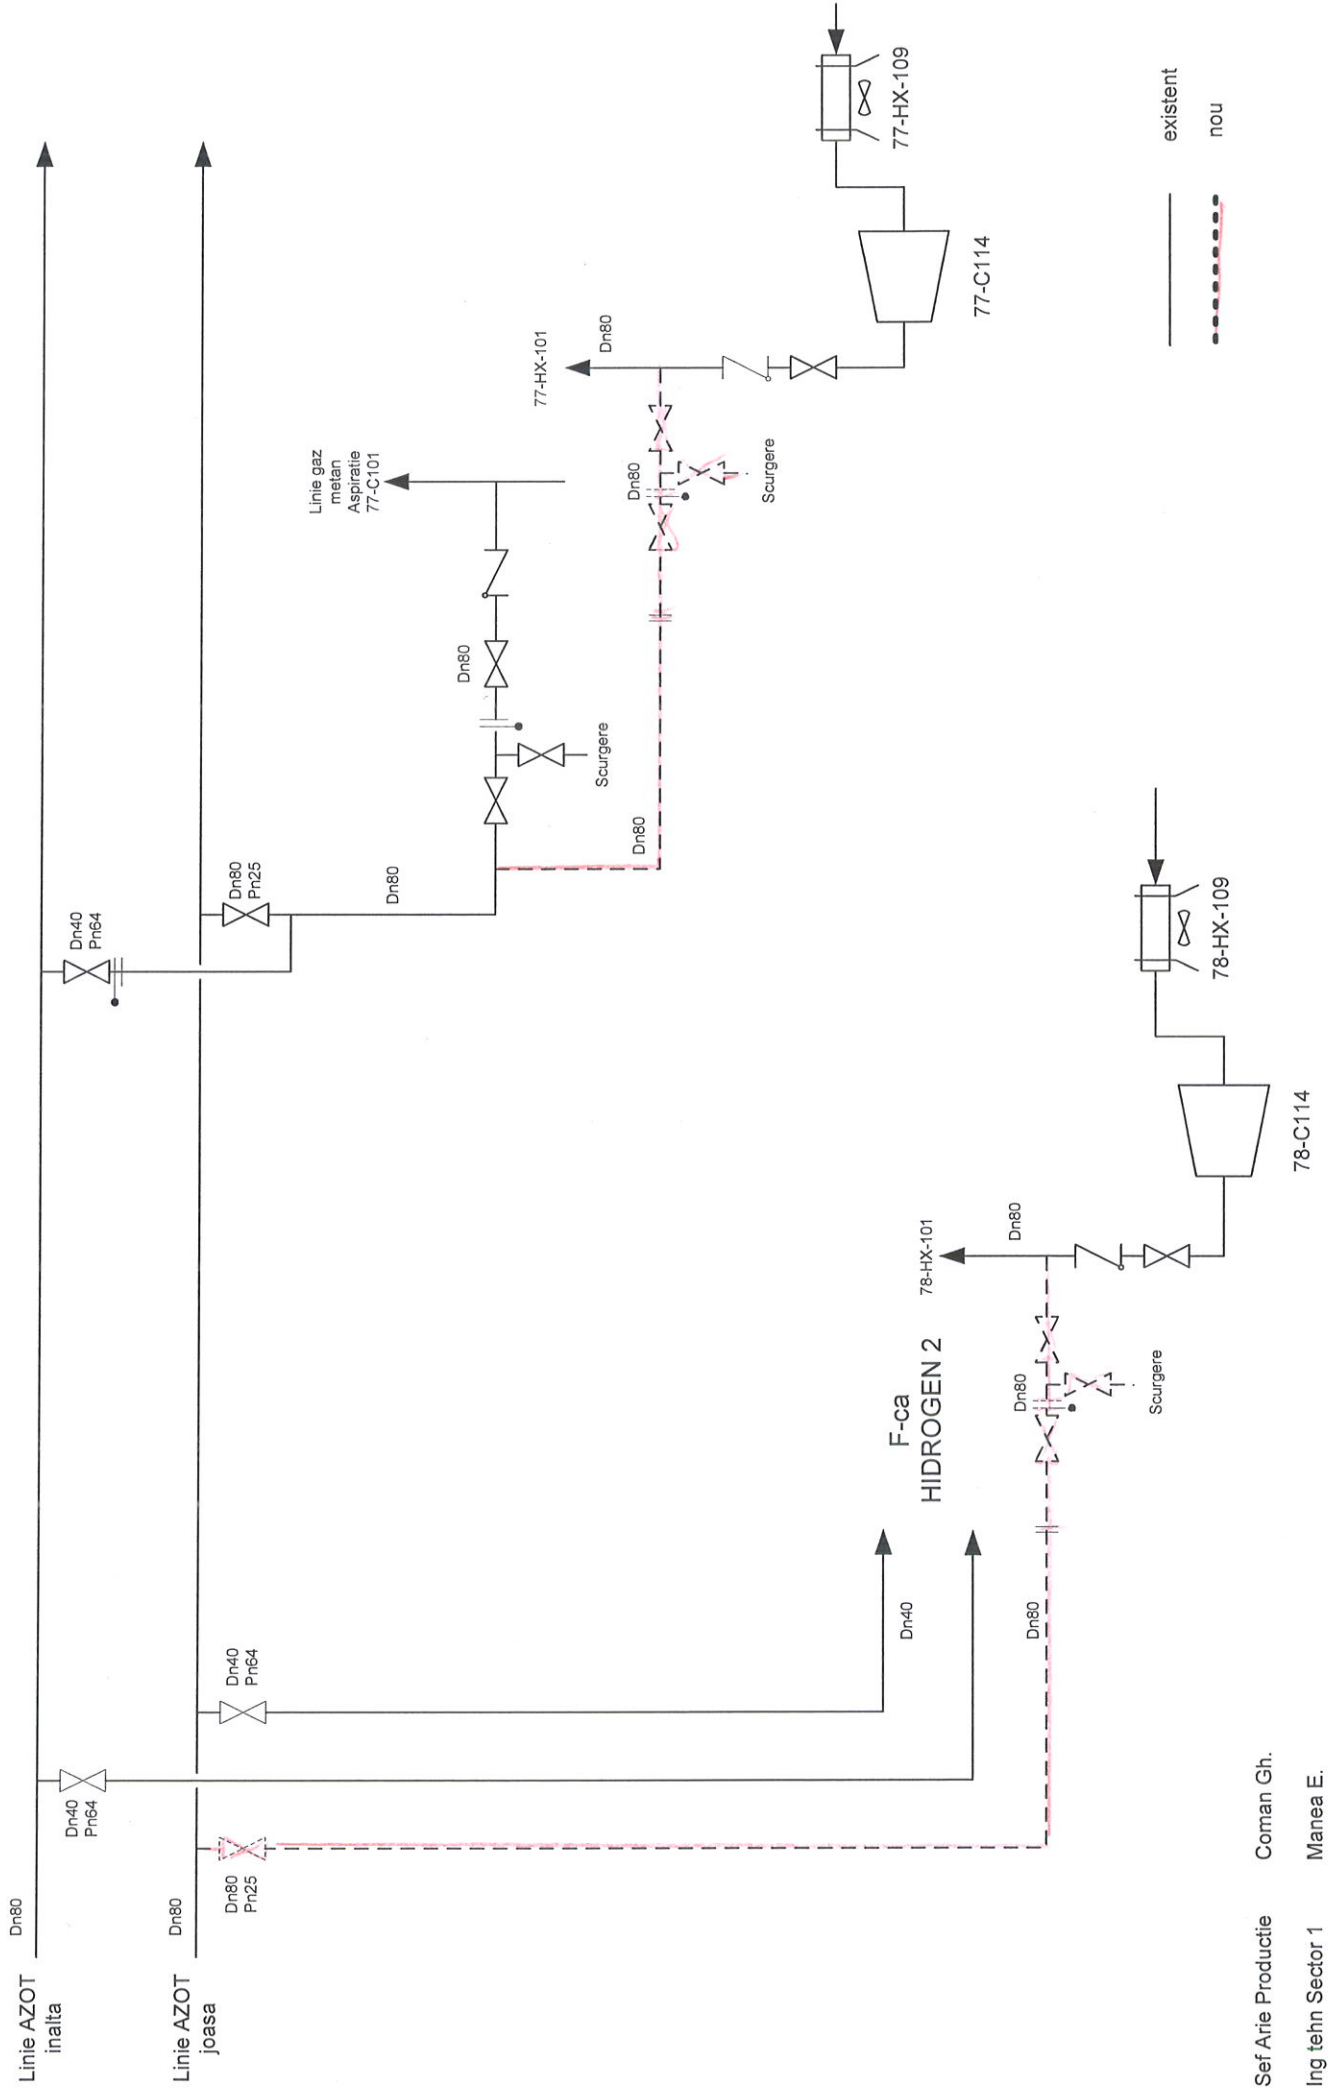 Linie AZOT
inalta
Dn80
Dn40
Pn64
Dn40
Pn64
Linie AZOT
joasa
Dn80
Dn80
Pn25
Dn40
Pn64
Dn80
Pn25
Dn80
Linie gaz
metan
Aspiratie
77-C101
Dn80
Scurgere
77-HX-101
Dn80
Dn80
Dn80
Scurgere
77-HX-109
77-C114
F-ca
HIDROGEN 2
Dn40
78-HX-101
Dn80
Dn80
Dn80
Scurgere
78-HX-109
78-C114
existent
nou
Sef Arie Productie Coman Gh.
Ing tehn Sector 1 Manea E.